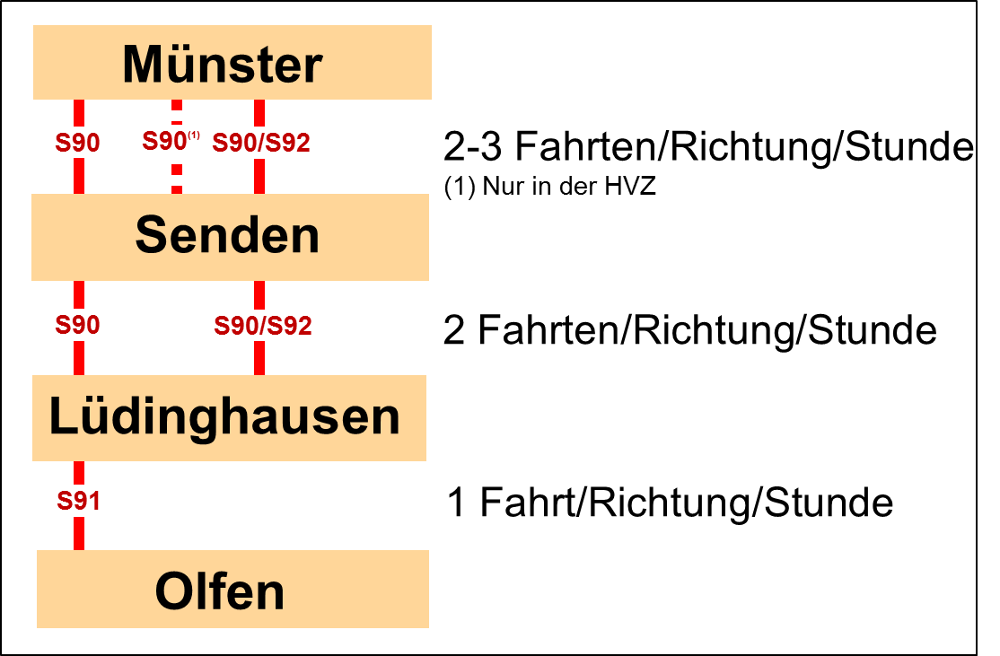 Münster
S90
S90(1)
S90/S92
2-3 Fahrten/Richtung/Stunde
(1) Nur in der HVZ
Senden
S90
S90/S92
2 Fahrten/Richtung/Stunde
Lüdinghausen
S91
1 Fahrt/Richtung/Stunde
Olfen